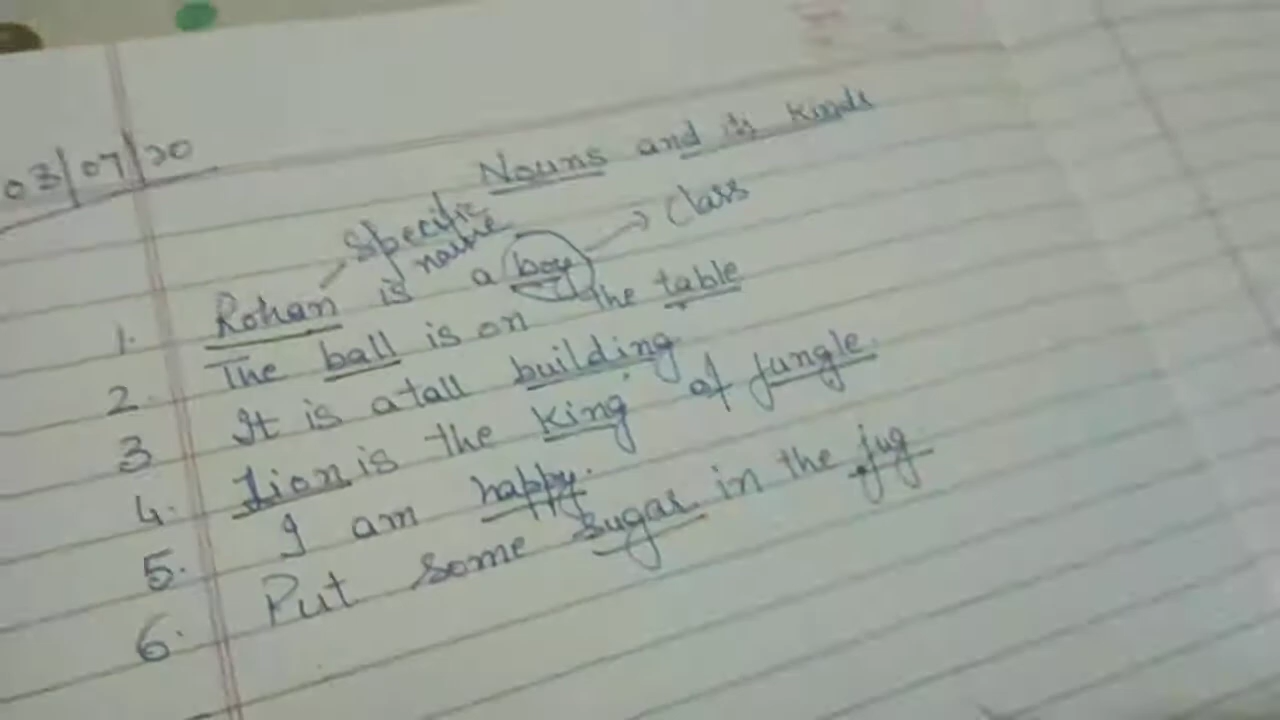 03/07/20
Nouns and its kinds
Specific name
Class
1. Rohan is a boy
2. The ball is on the table
3 It is a tall building
4. Lion is the king of jungle.
5. I am happy.
6. Put some sugar in the jug